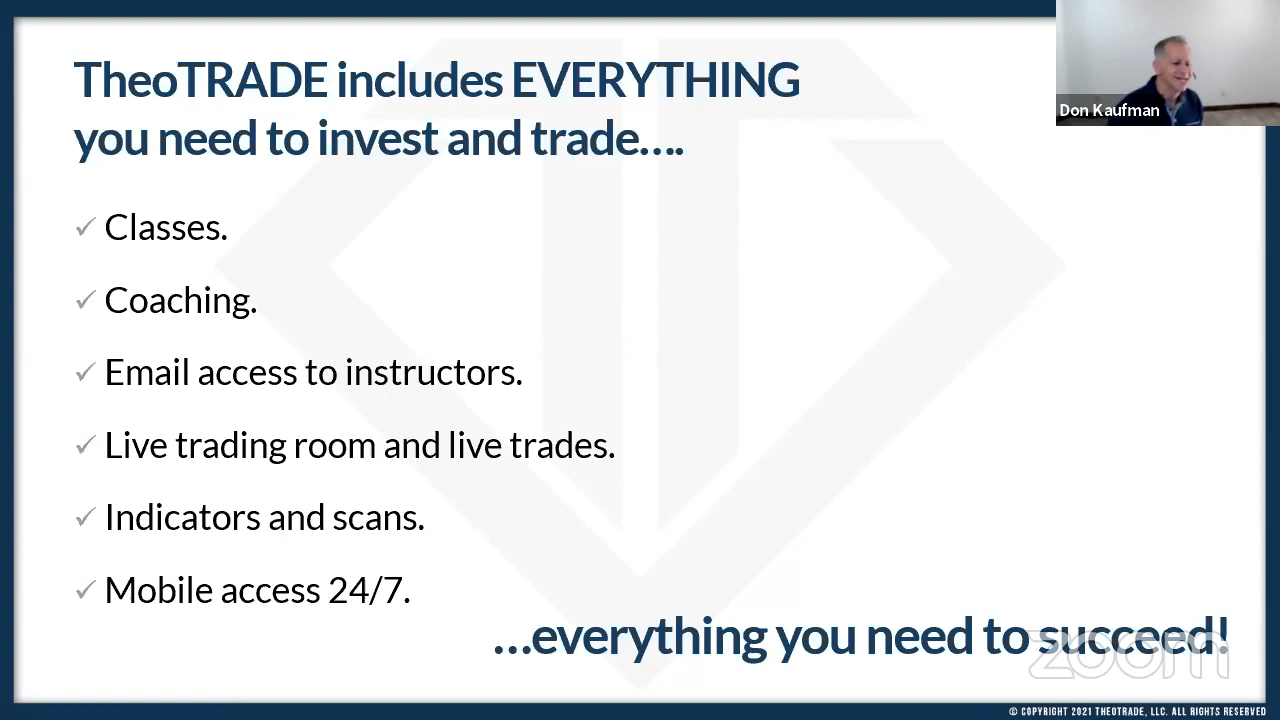 TheoTRADE includes EVERYTHING
you need to invest and trade….
Don Kaufman
✓ Classes.
✓ Coaching.
✓ Email access to instructors.
✓ Live trading room and live trades.
✓ Indicators and scans.
✓ Mobile access 24/7.
…everything you need to succeed!
zoom
© COPYRIGHT 2021 THEOTRADE, LLC. ALL RIGHTS RESERVED